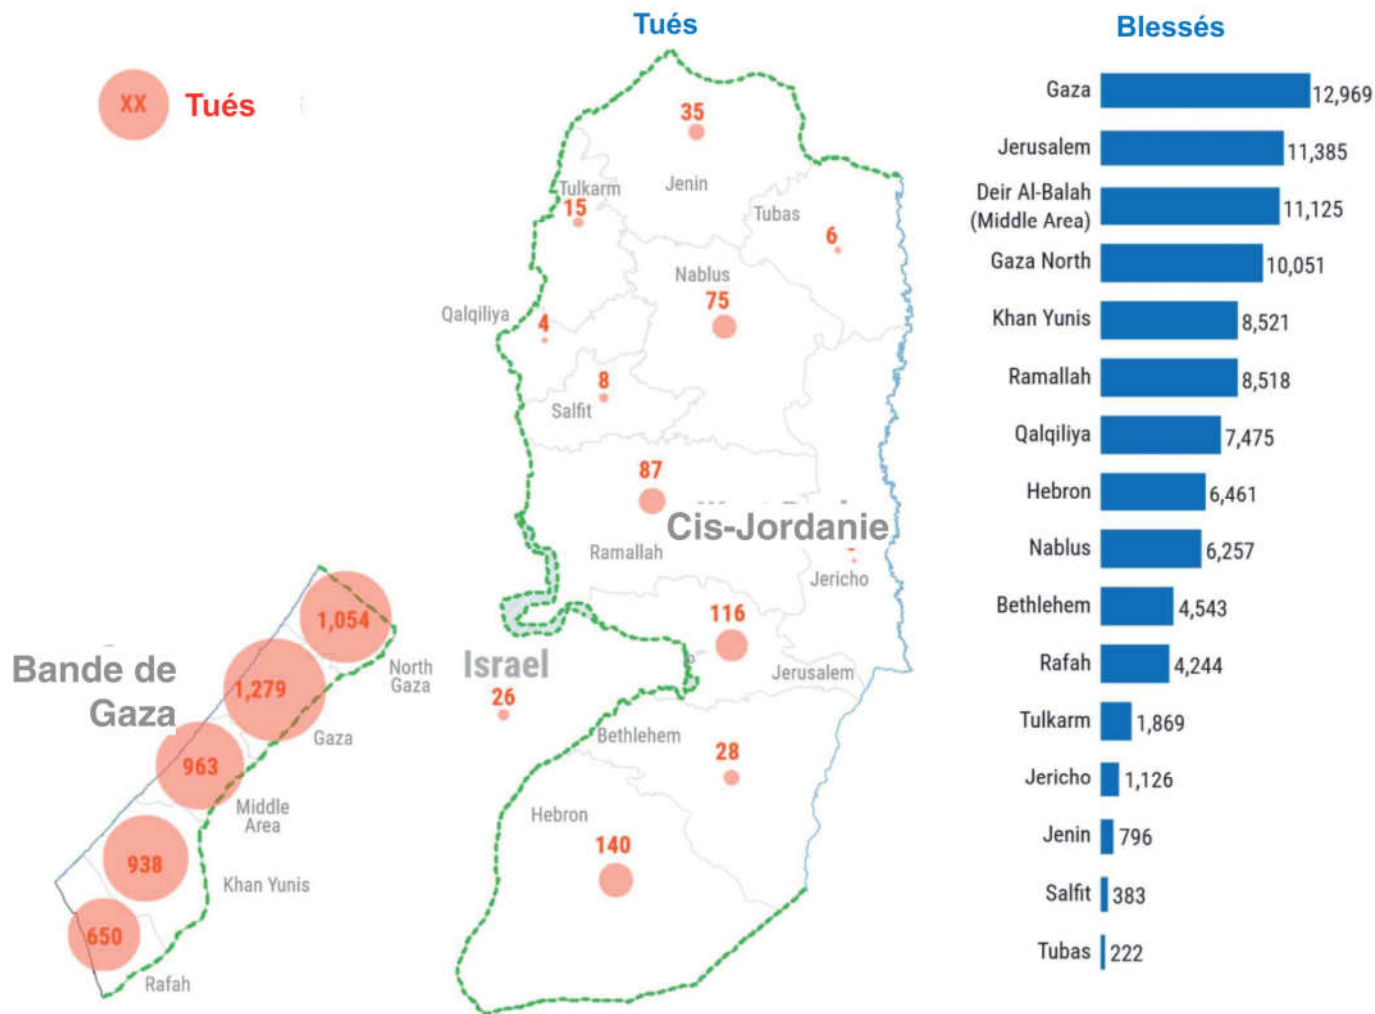 Tués
Blessés
XX
Tués
35
Jenin
Tulkarm
15
Tubas
6
Nablus
75
Qalqiliya
4
8
Salfit
87
Cis-Jordanie
Ramallah
Jericho
116
Jerusalem
Israel
26
Bethlehem
28
Hebron
140
Bande de
Gaza
1,054
North
Gaza
1,279
Gaza
963
Middle
Area
938
Khan Yunis
650
Rafah
Gaza 12,969
Jerusalem 11,385
Deir Al-Balah
(Middle Area) 11,125
Gaza North 10,051
Khan Yunis 8,521
Ramallah 8,518
Qalqiliya 7,475
Hebron 6,461
Nablus 6,257
Bethlehem 4,543
Rafah 4,244
Tulkarm 1,869
Jericho 1,126
Jenin 796
Salfit 383
Tubas 222